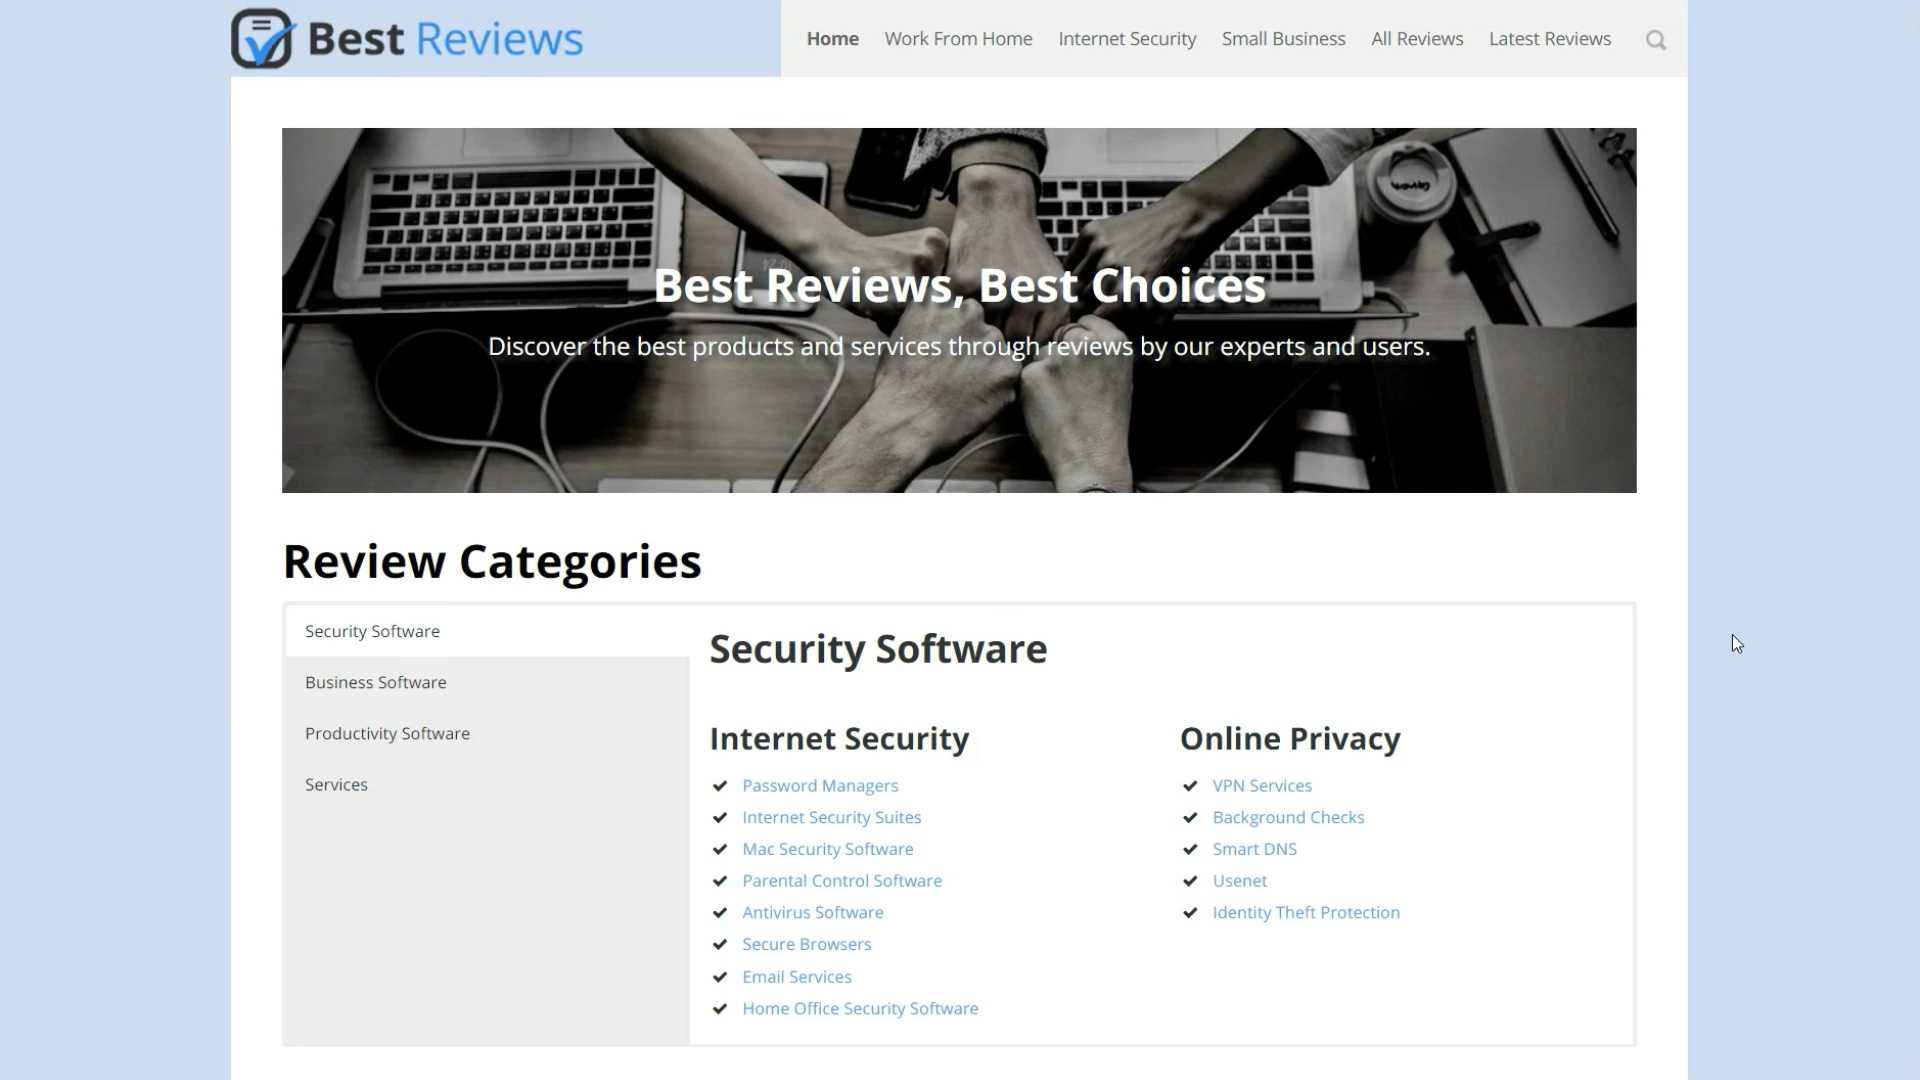 Best Reviews
Home Work From Home Internet Security Small Business All Reviews Latest Reviews
Best Reviews, Best Choices
Discover the best products and services through reviews by our experts and users.
Review Categories
Security Software
Business Software
Productivity Software
Services
Security Software
Internet Security
Password Managers
Internet Security Suites
Mac Security Software
Parental Control Software
Antivirus Software
Secure Browsers
Email Services
Home Office Security Software
Online Privacy
VPN Services
Background Checks
Smart DNS
Usenet
Identity Theft Protection